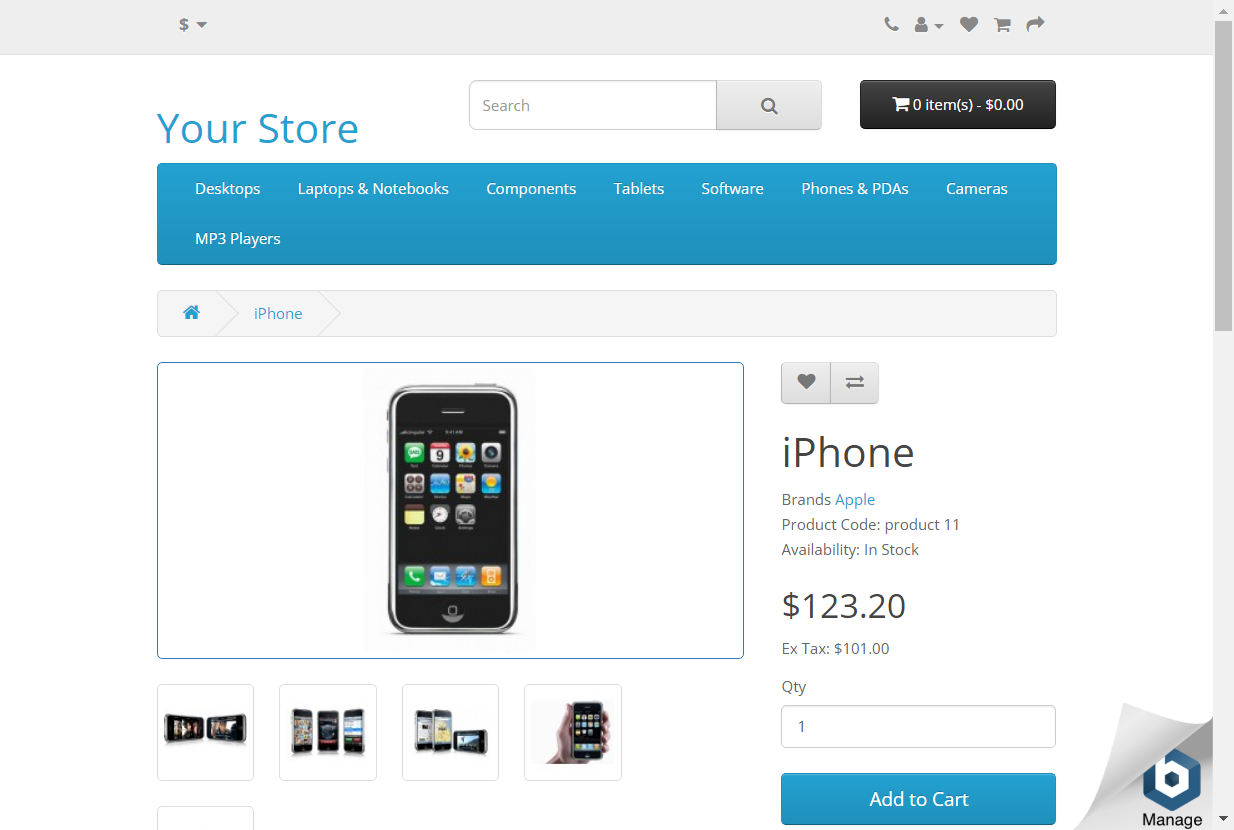 $
Search
0 item(s) - $0.00
Your Store
Desktops
Laptops & Notebooks
Components
Tablets
Software
Phones & PDAs
Cameras
MP3 Players
iPhone
iPhone
Brands Apple
Product Code: product 11
Availability: In Stock
$123.20
Ex Tax: $101.00
Qty
1
Add to Cart
Manage